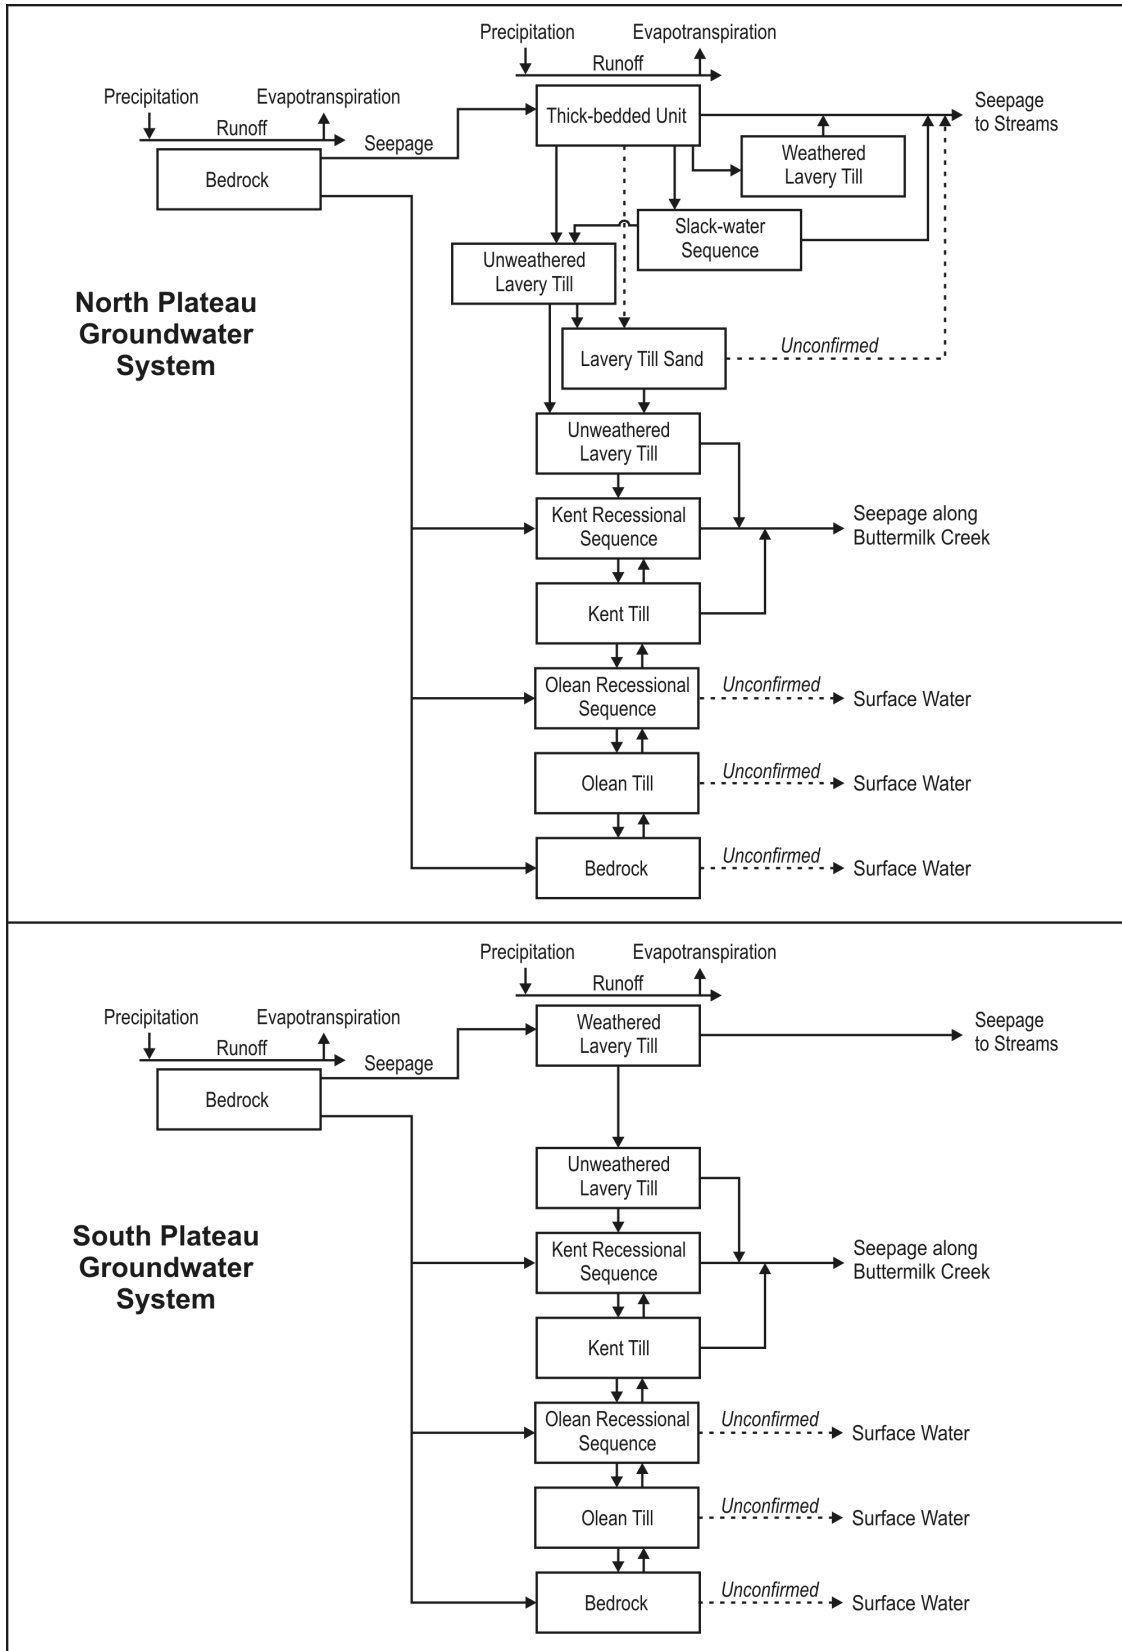 Precipitation
Evapotranspiration
Runoff
Precipitation
Evapotranspiration
Runoff
Seepage
Bedrock
Thick-bedded Unit
Seepage
to Streams
Weathered
Lavery Till
Slack-water
Sequence
Unweathered
Lavery Till
North Plateau
Groundwater
System
Lavery Till Sand
Unconfirmed
Unweathered
Lavery Till
Kent Recessional
Sequence
Seepage along
Buttermilk Creek
Kent Till
Olean Recessional
Sequence
Unconfirmed
Surface Water
Olean Till
Unconfirmed
Surface Water
Bedrock
Unconfirmed
Surface Water
Precipitation
Evapotranspiration
Runoff
Precipitation
Evapotranspiration
Runoff
Seepage
Bedrock
Weathered
Lavery Till
Seepage
to Streams
Unweathered
Lavery Till
South Plateau
Groundwater
System
Kent Recessional
Sequence
Seepage along
Buttermilk Creek
Kent Till
Olean Recessional
Sequence
Unconfirmed
Surface Water
Olean Till
Unconfirmed
Surface Water
Bedrock
Unconfirmed
Surface Water